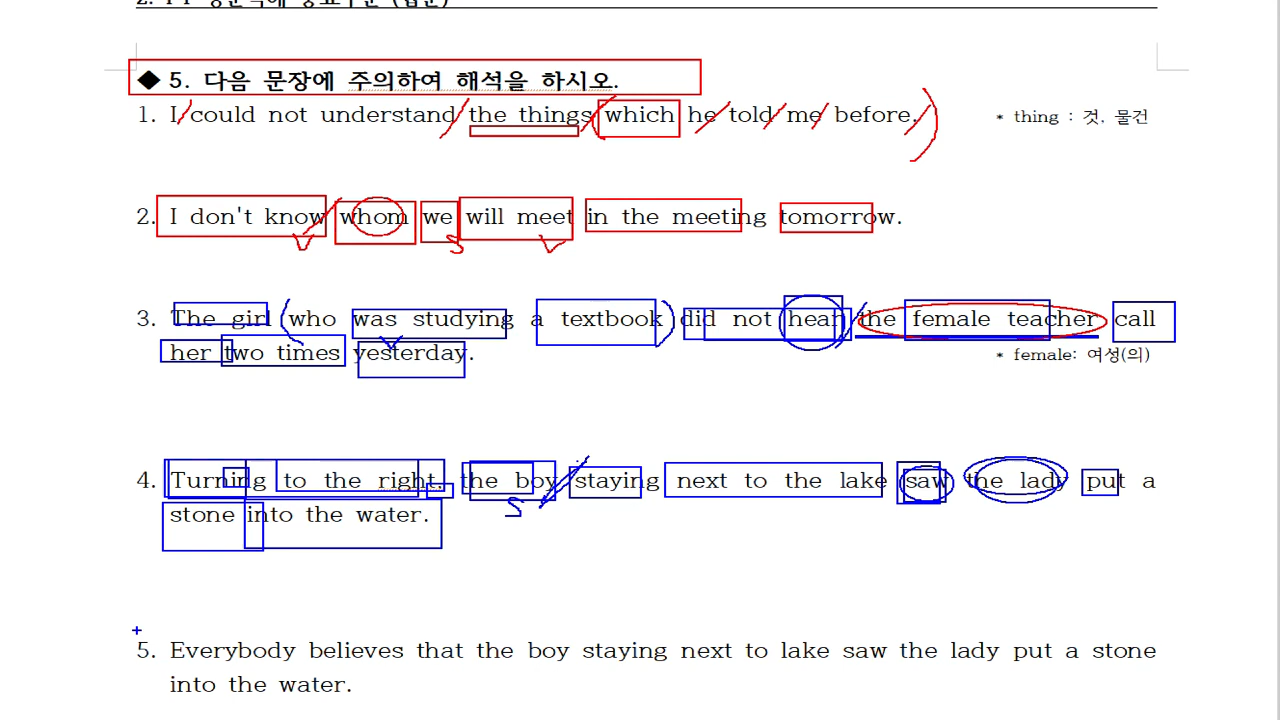 ◆ 5. 다음 문장에 주의하여 해석을 하시오.
1. I could not understand the things which he told me before. * thing : 것, 물건
2. I don't know whom we will meet in the meeting tomorrow.
3. The girl who was studying a textbook did not hear the female teacher call
her two times yesterday. * female: 여성(의)
4. Turning to the right, the boy staying next to the lake saw the lady put a
stone into the water.
5. Everybody believes that the boy staying next to lake saw the lady put a stone
into the water.